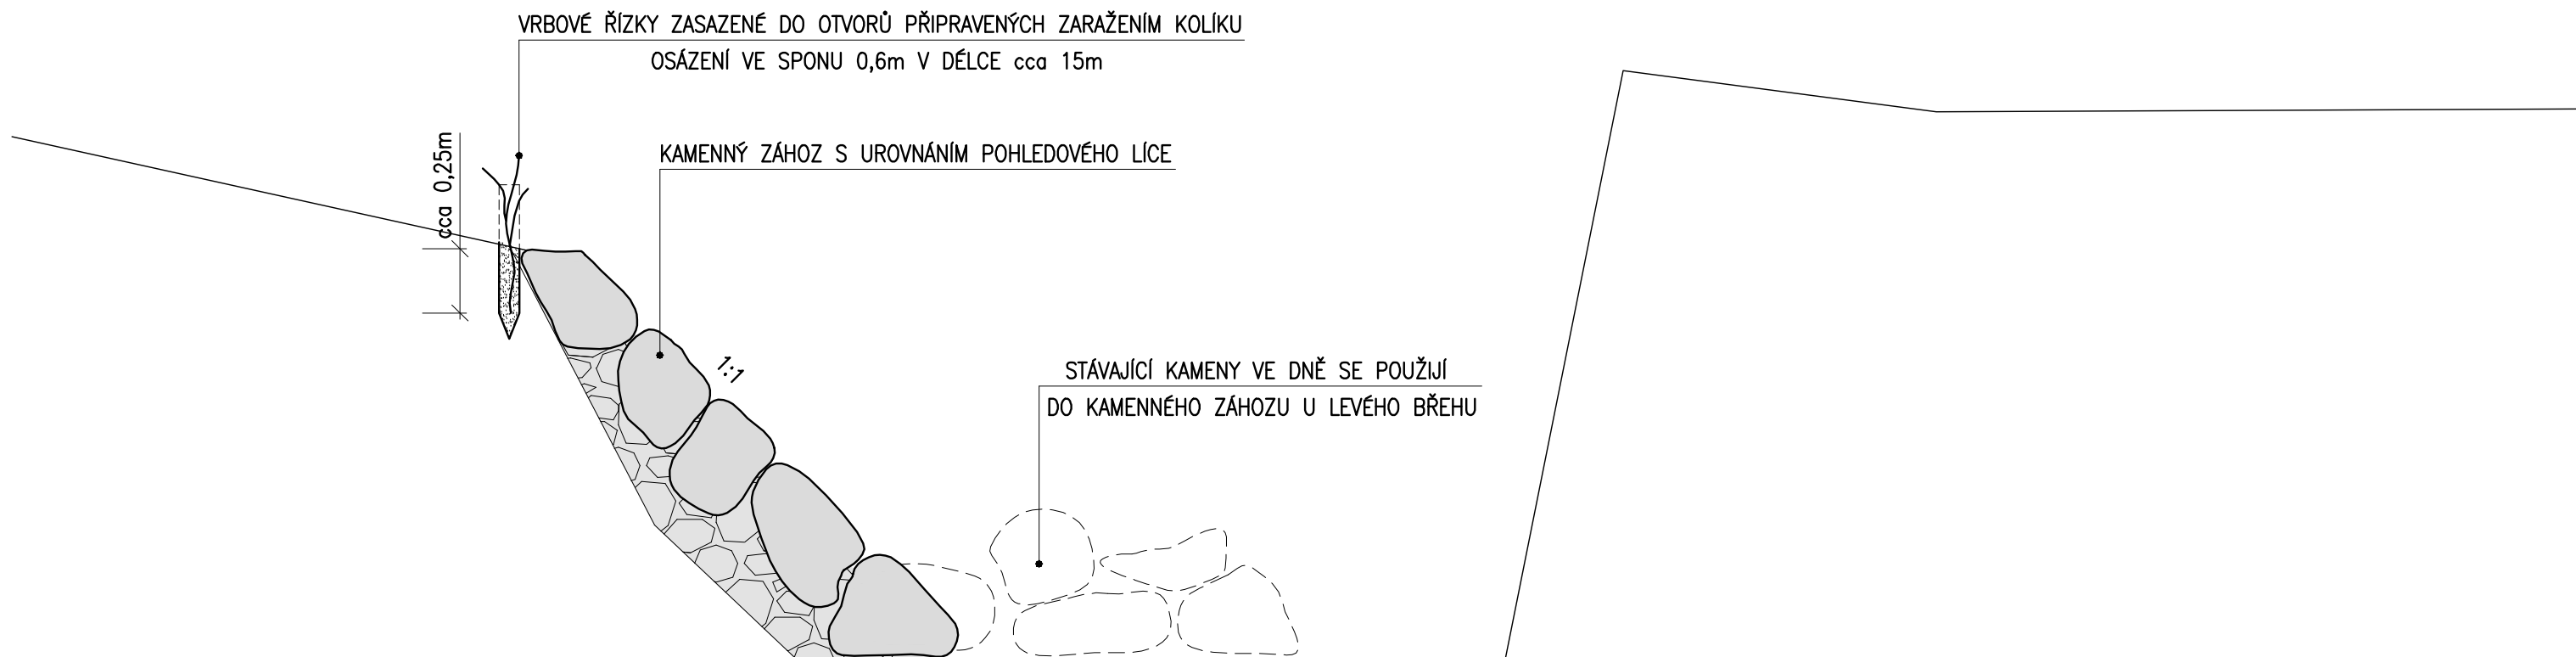 VRBOVÉ ŘÍZKY ZASAZENÉ DO OTVORŮ PŘIPRAVENÝCH ZARAŽENÍM KOLÍKU
OSÁZENÍ VE SPONU 0,6m V DÉLCE cca 15m
cca 0,25m
KAMENNÝ ZÁHOZ S UROVNÁNÍM POHLEDOVÉHO LÍCE
1:1
STÁVAJÍCÍ KAMENY VE DNĚ SE POUŽIJÍ
DO KAMENNÉHO ZÁHOZU U LEVÉHO BŘEHU